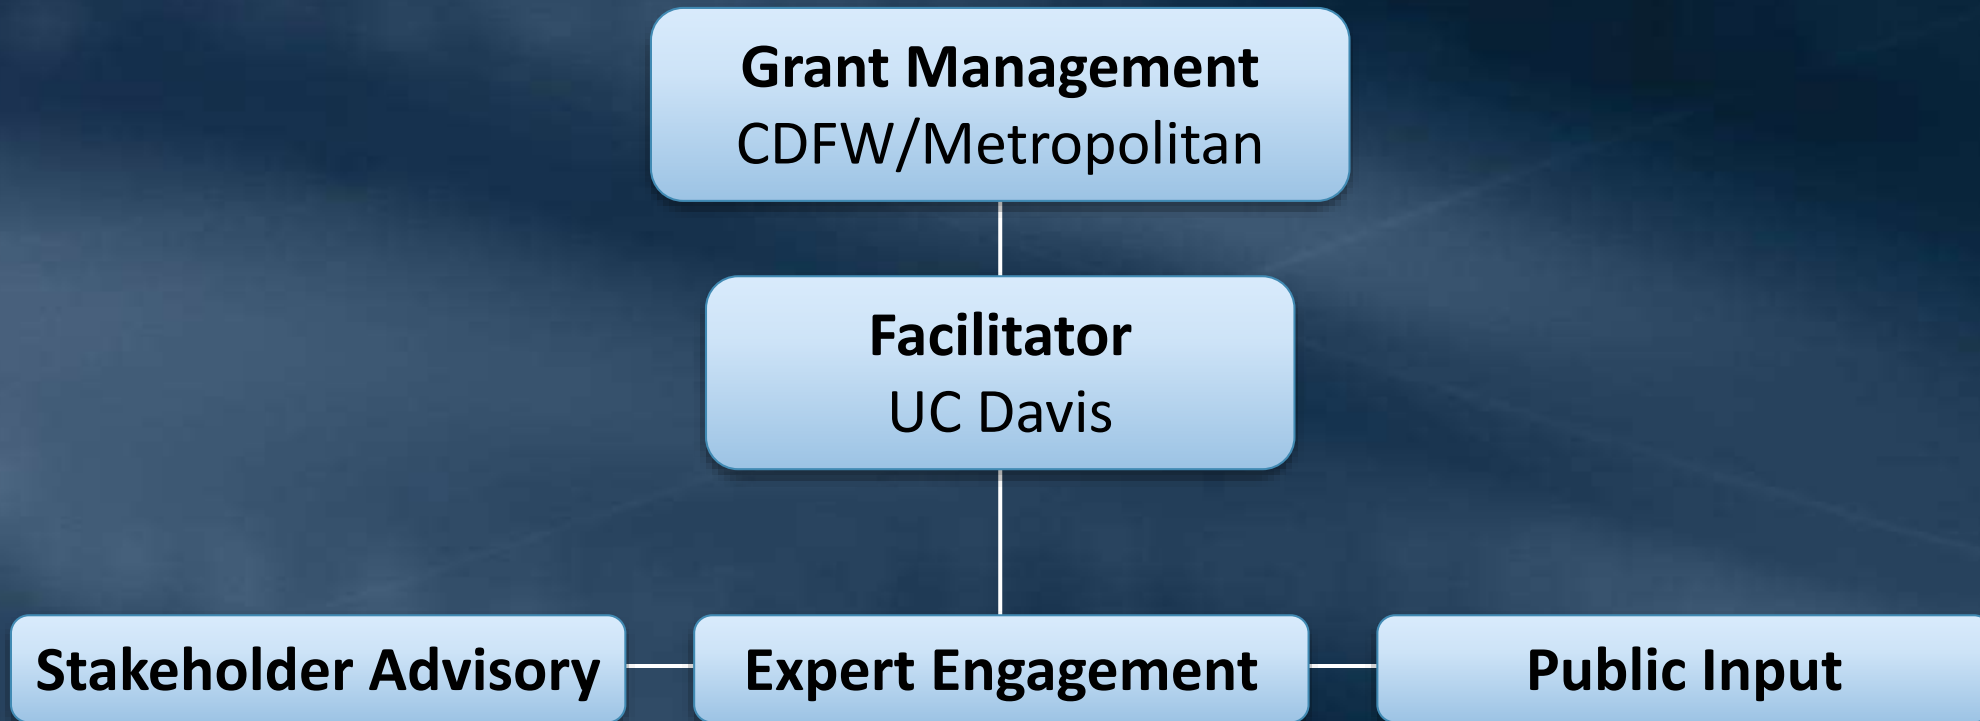 Grant Management
CDFW/Metropolitan
Facilitator
UC Davis
Stakeholder Advisory
Expert Engagement
Public Input